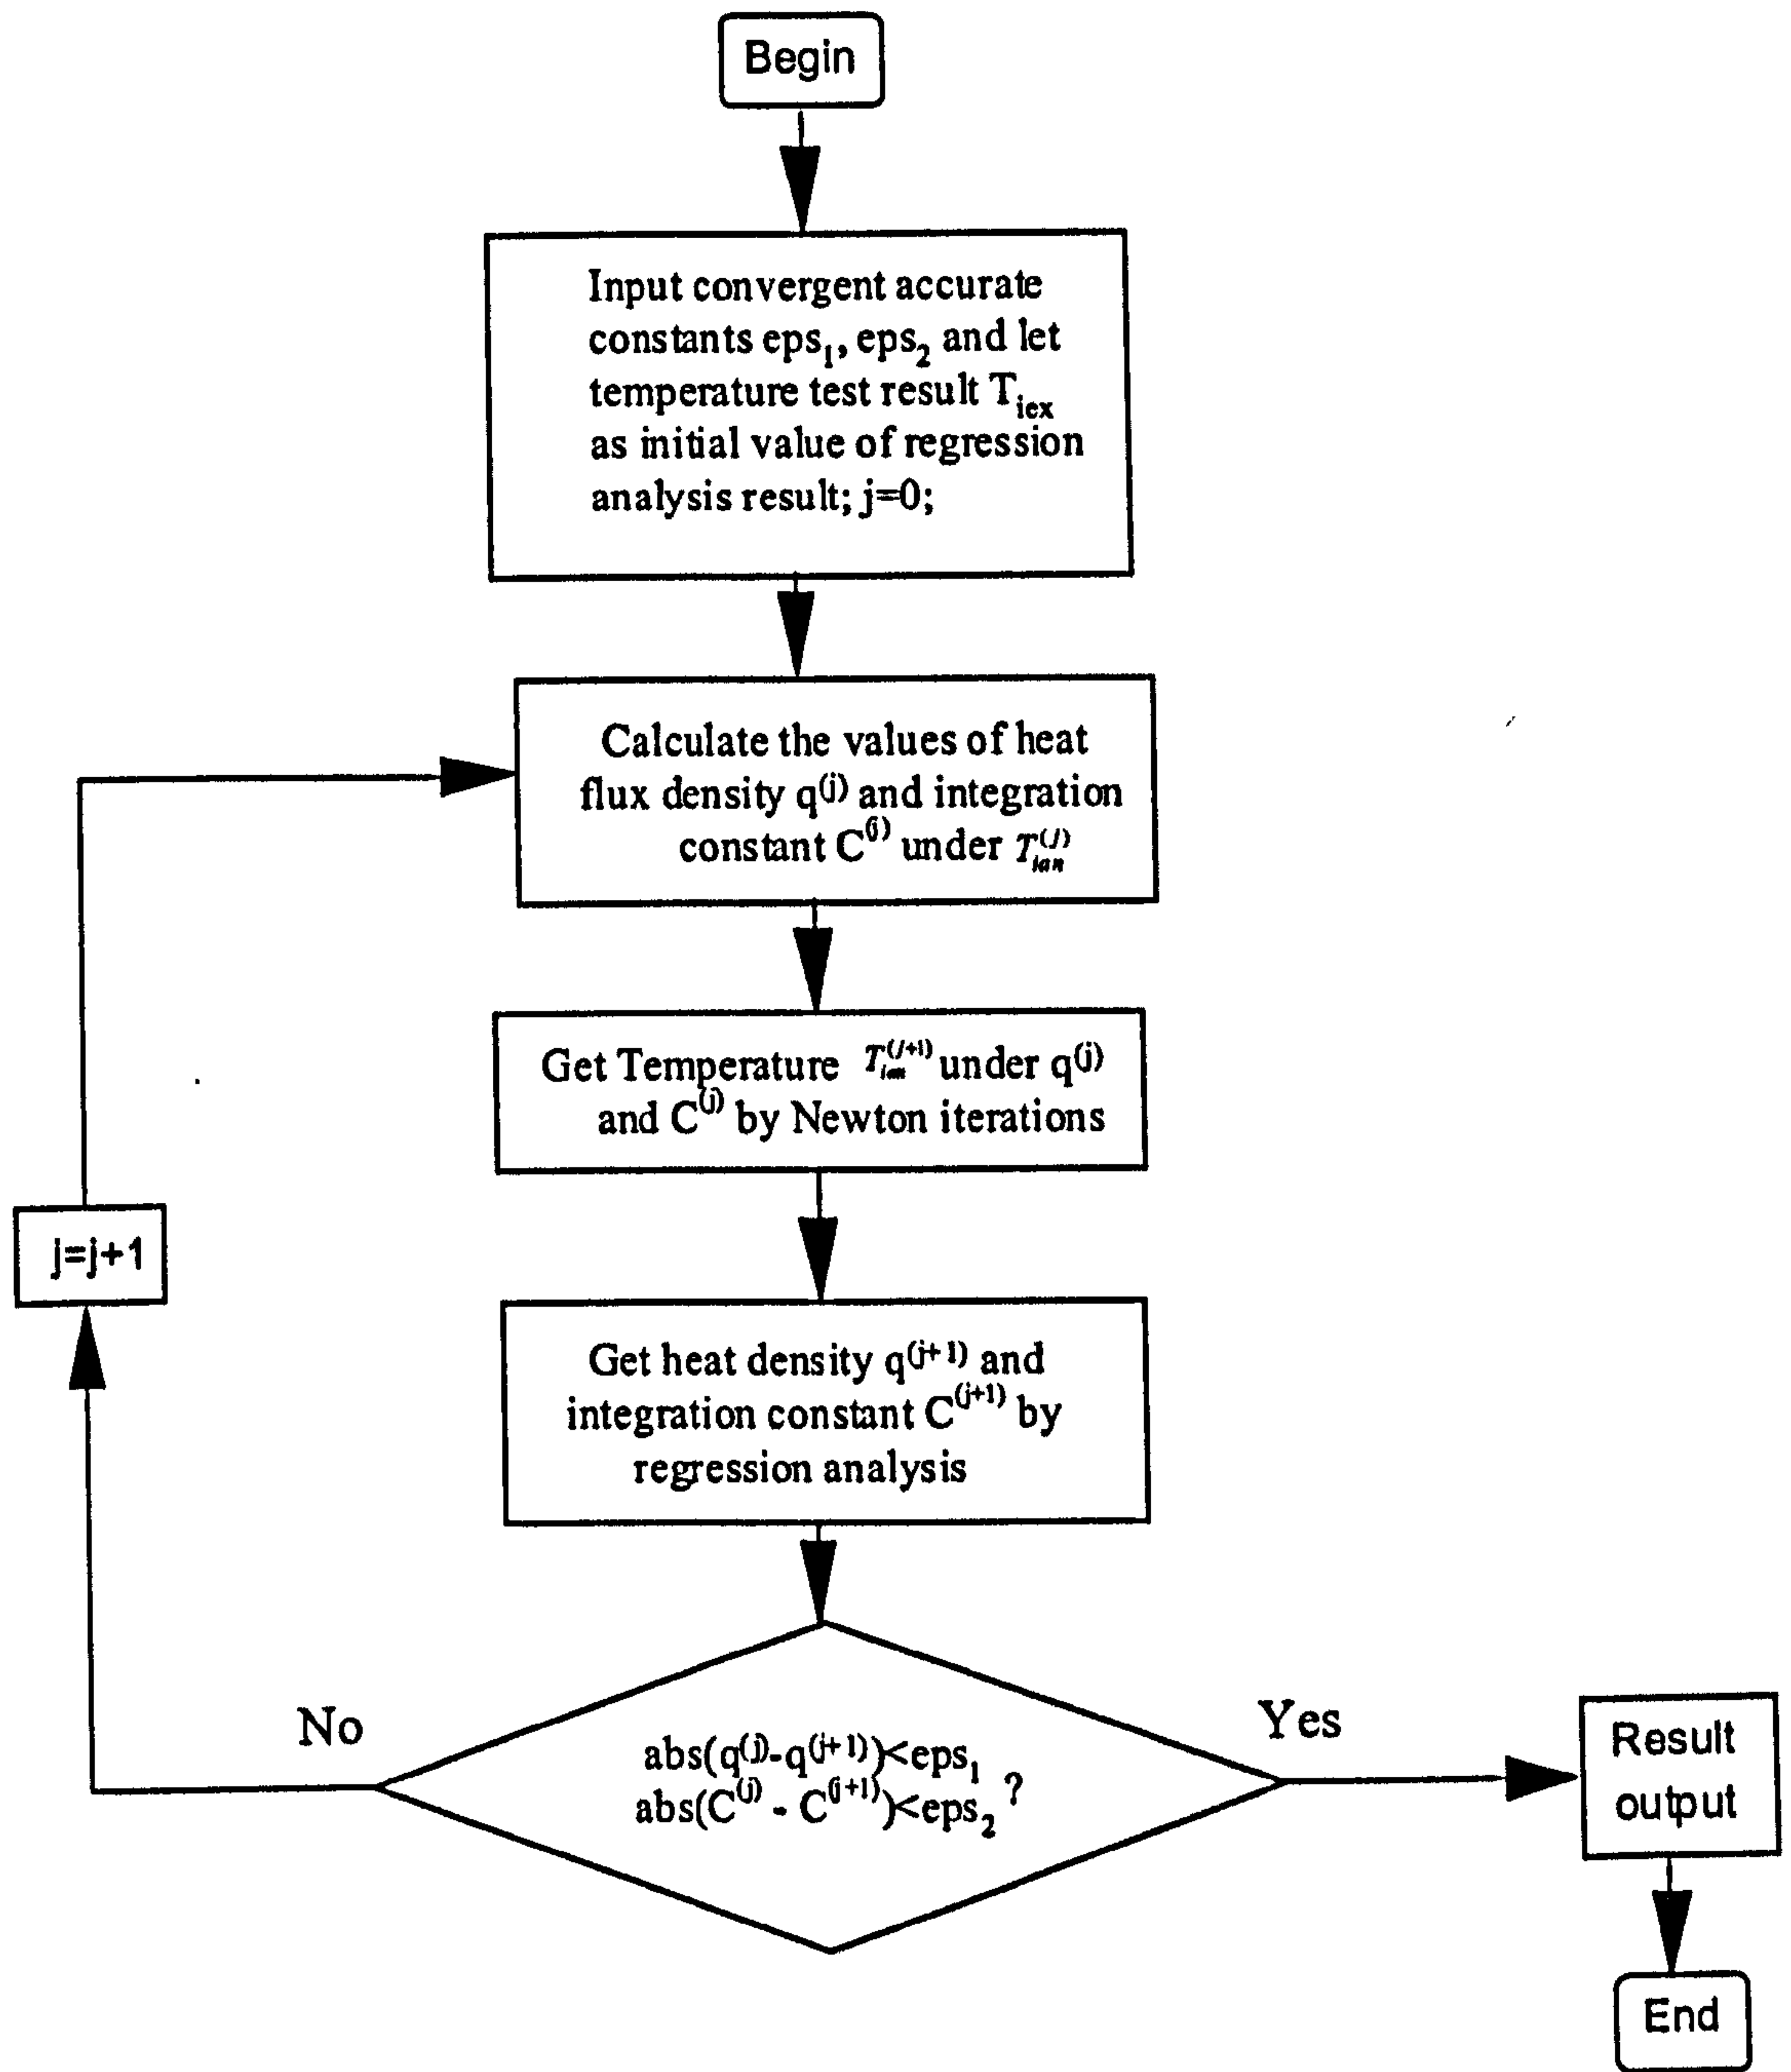 Begin
Input convergent accurate
constants eps₁, eps₂ and let
temperature test result Tᵢₑₓ
as initial value of regression
analysis result; j=0;
Calculate the values of heat
flux density q⁽ʲ⁾ and integration
constant C⁽ʲ⁾ under Tᵢₐₙ⁽ʲ⁾
Get Temperature Tᵢₐₙ⁽ʲ⁺¹⁾ under q⁽ʲ⁾
and C⁽ʲ⁾ by Newton iterations
j=j+1
Get heat density q⁽ʲ⁺¹⁾ and
integration constant C⁽ʲ⁺¹⁾ by
regression analysis
No
Yes
abs(q⁽ʲ⁾-q⁽ʲ⁺¹⁾)<eps₁
abs(C⁽ʲ⁾ - C⁽ʲ⁺¹⁾)<eps₂ ?
Result
output
End